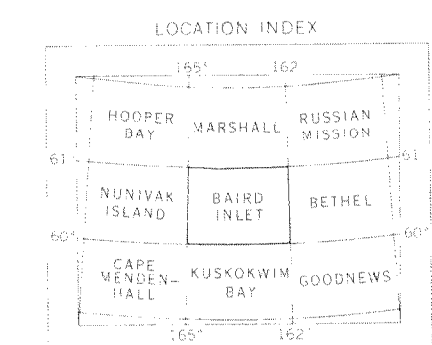 LOCATION INDEX
165° 162
HOOPER
BAY
MARSHALL
RUSSIAN
MISSION
61 61
NUNIVAK
ISLAND
BAIRD
INLET
BETHEL
60° 60°
CAPE
MENDEN-
HALL
KUSKOKWIM
BAY
GOODNEWS
165° 162°